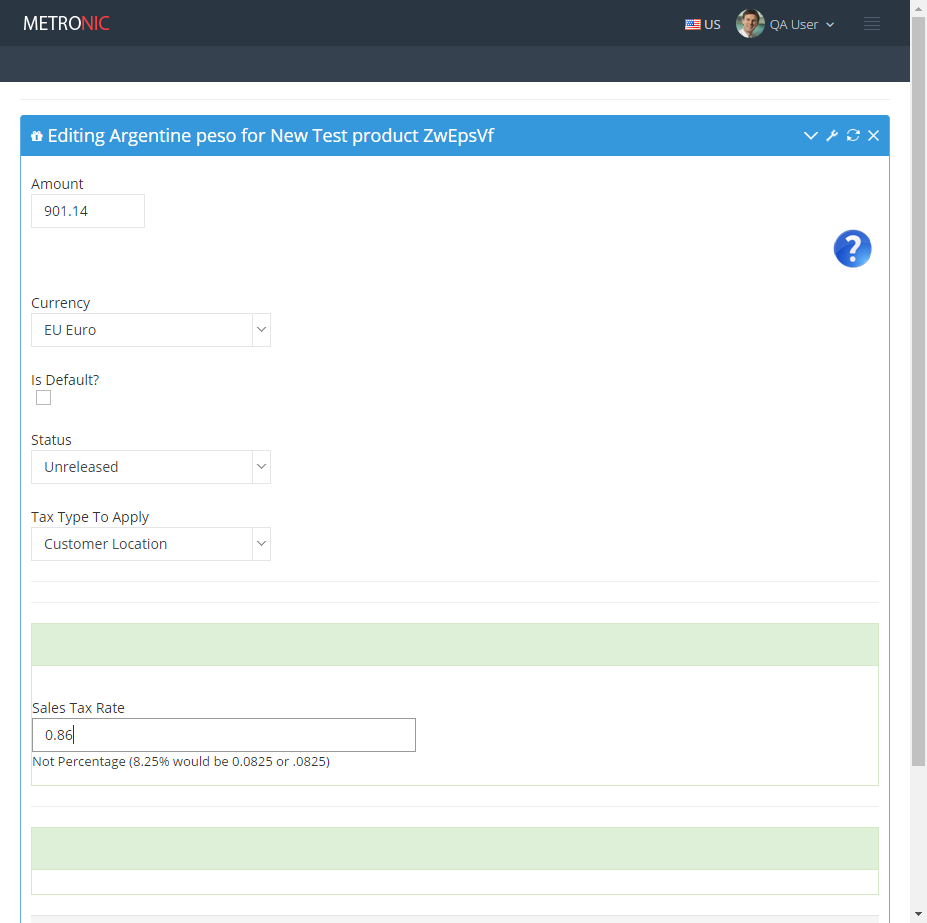 METRONIC
US
QA User
Editing Argentine peso for New Test product ZwEpsVf
Amount
901.14
?
Currency
EU Euro
Is Default?
Status
Unreleased
Tax Type To Apply
Customer Location
Sales Tax Rate
0.86
Not Percentage (8.25% would be 0.0825 or .0825)